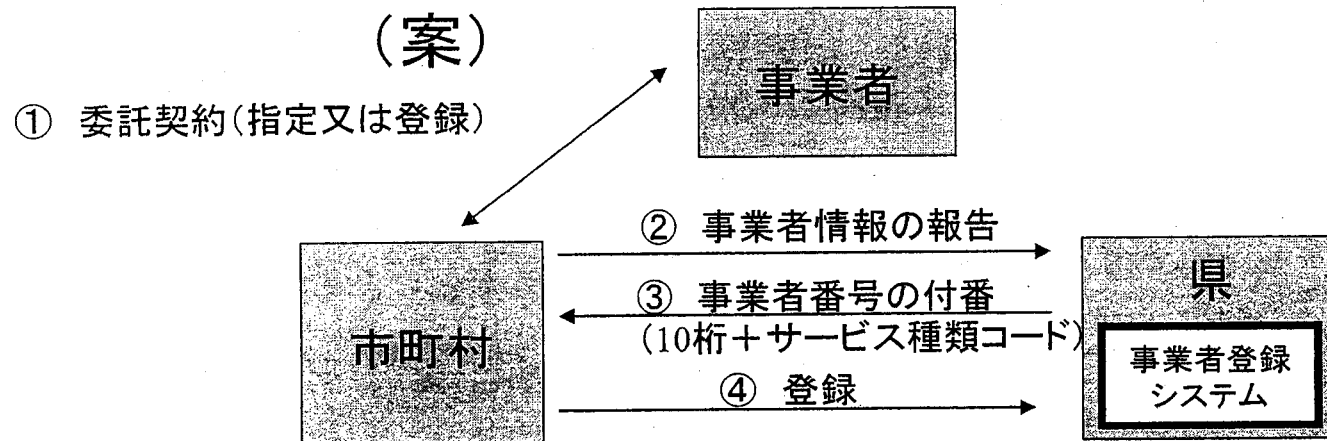 (案)
事業者
① 委託契約(指定又は登録)
② 事業者情報の報告
③ 事業者番号の付番
(10桁+サービス種類コード)
④ 登録
市町村
県
事業者登録
システム